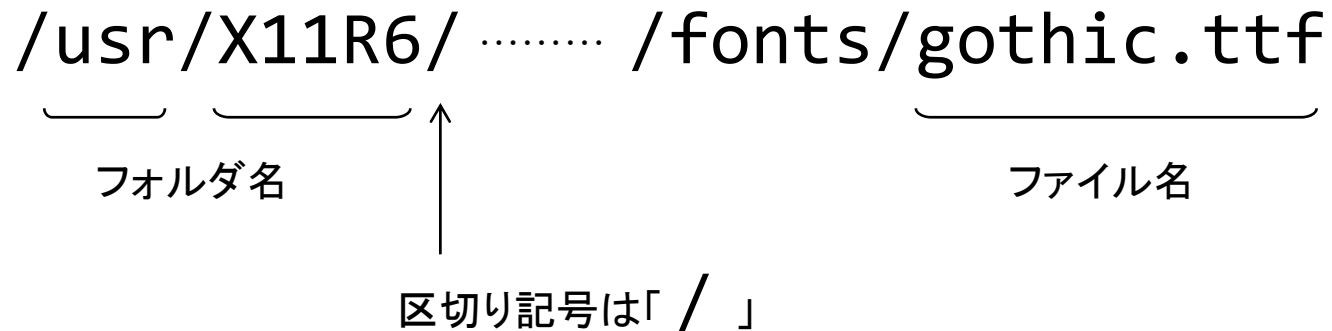 /usr/X11R6/ ……… /fonts/gothic.ttf
フォルダ名 ファイル名
区切り記号は「 / 」